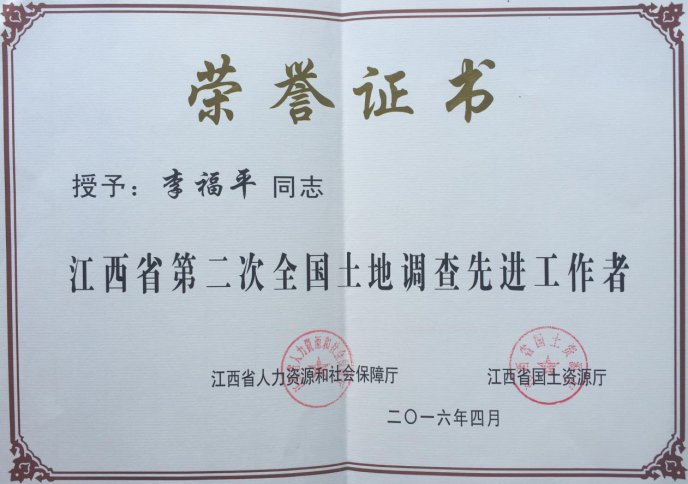 荣誉证书
授予：李福平 同志
江西省第二次全国土地调查先进工作者
江西省人力资源和社会保障厅 江西省国土资源厅
二〇一六年四月